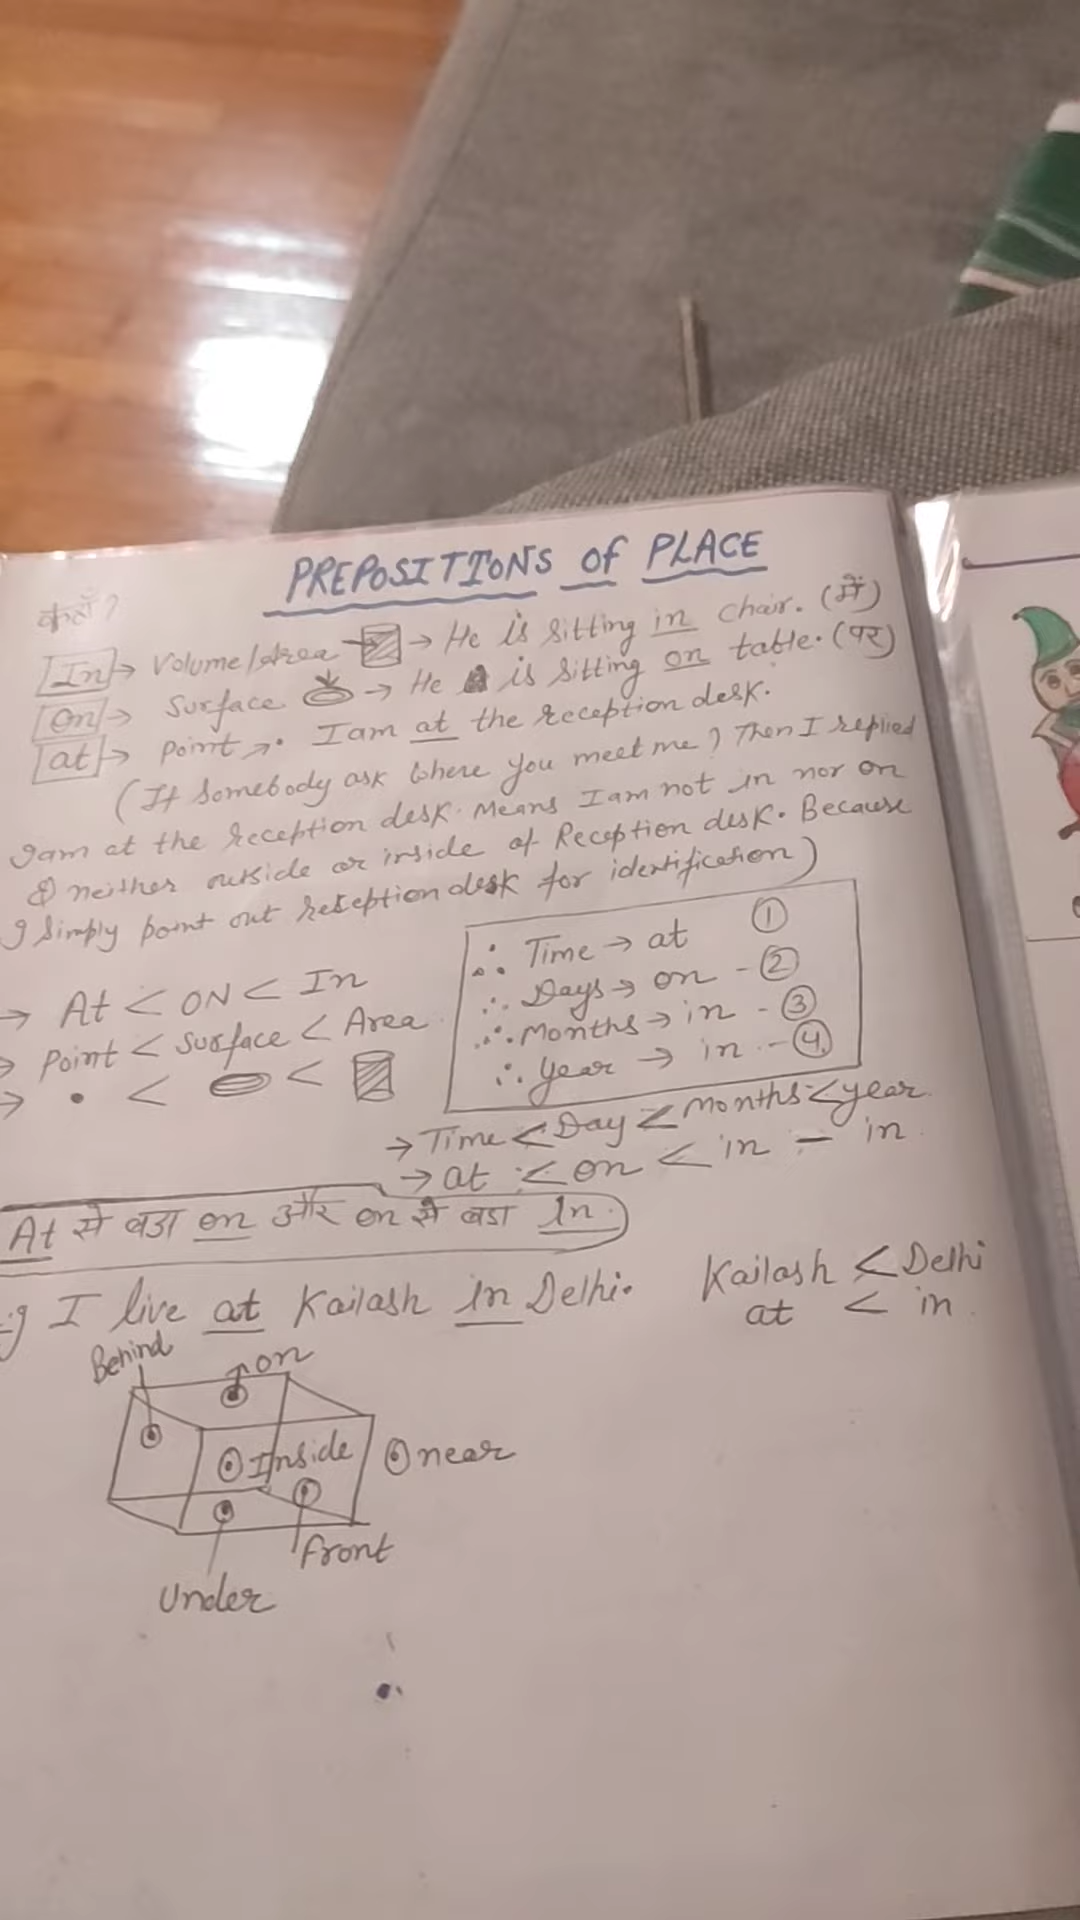 PREPOSITIONS of PLACE
कहाँ ?
In → Volume/Area → He is sitting in chair. (में)
On → Surface → He is sitting on table. (पर)
at → Point → • I am at the reception desk.
(If Somebody ask where you meet me ? Then I replied
I am at the reception desk. Means I am not in nor on
& neither outside or inside of Reception desk. Because
I simply point out reception desk for identification)
∴ Time → at ①
∴ Days → on - ②
∴ Months → in - ③
∴ Year → in - ④
→ At < ON < In
→ Point < Surface < Area
→ • < <
→ Time < Day < Months < year
→ at < on < in — in
At से बडा on और on से बडा In.
I live at Kailash in Delhi.
Kailash < Delhi
at < in
Behind
on
Inside
near
Front
Under